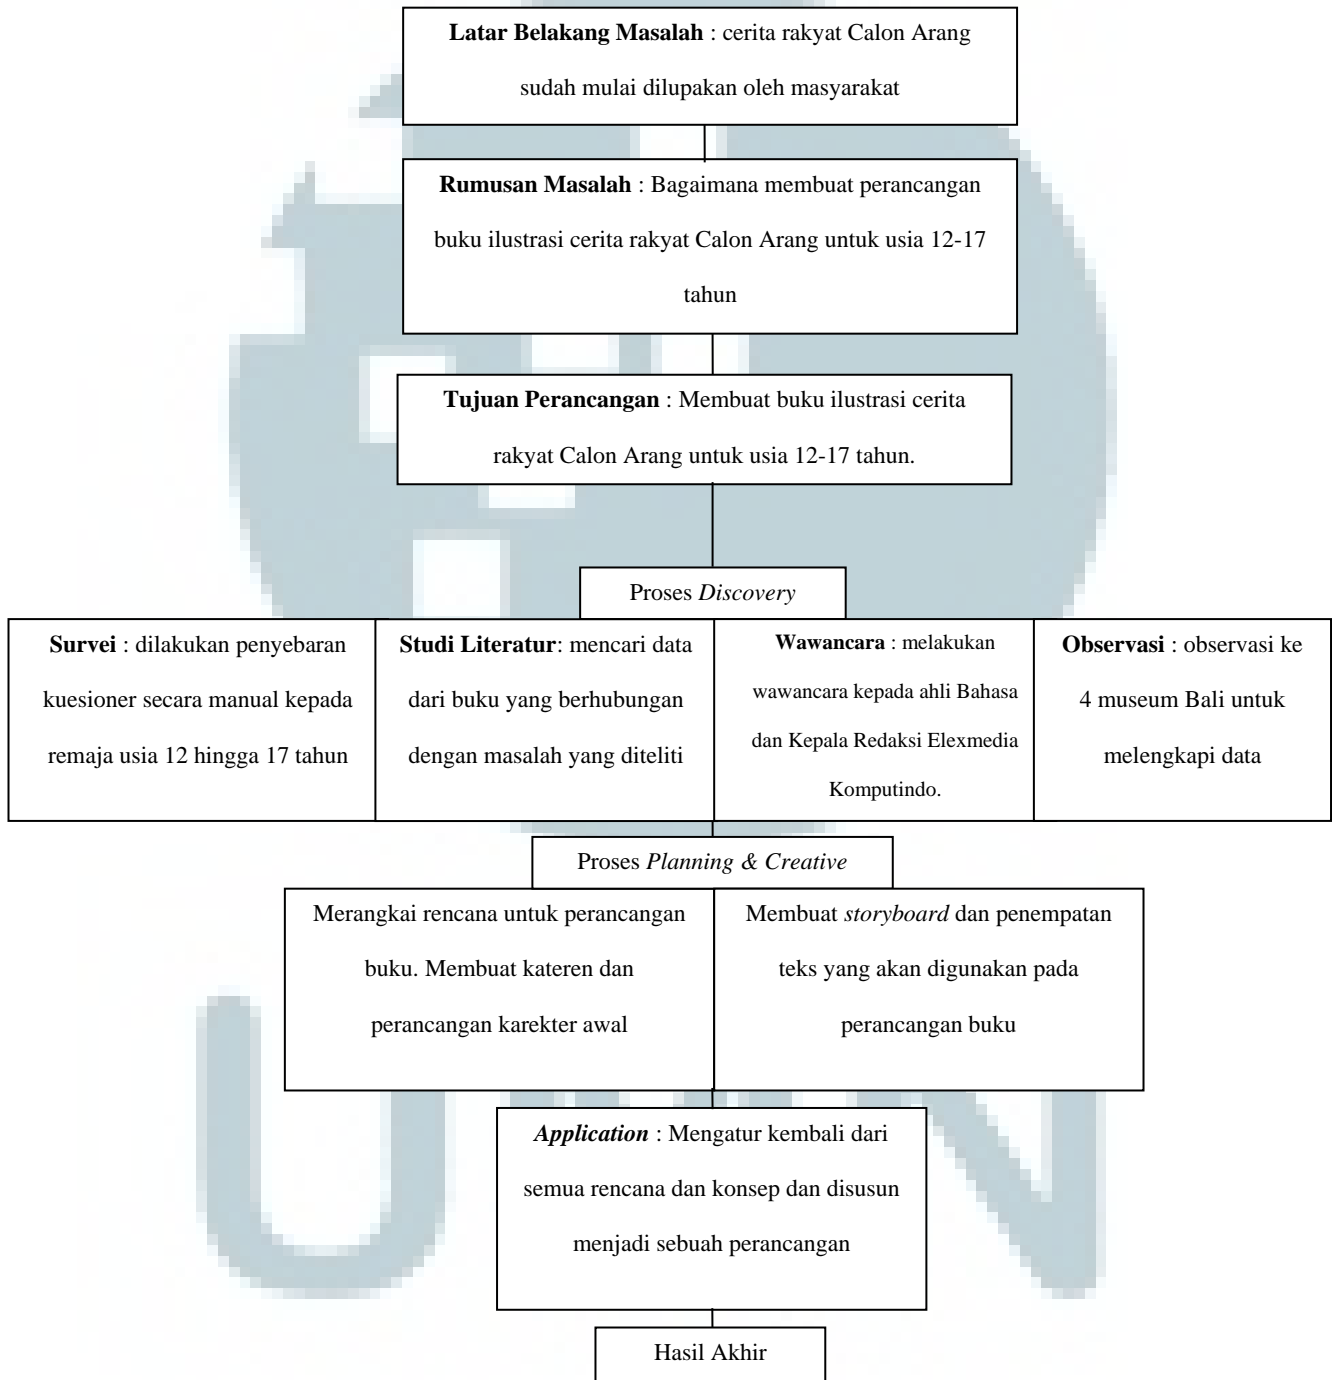 Latar Belakang Masalah : cerita rakyat Calon Arang
sudah mulai dilupakan oleh masyarakat
Rumusan Masalah : Bagaimana membuat perancangan
buku ilustrasi cerita rakyat Calon Arang untuk usia 12-17
tahun
Tujuan Perancangan : Membuat buku ilustrasi cerita
rakyat Calon Arang untuk usia 12-17 tahun.
Proses Discovery
Survei : dilakukan penyebaran
kuesioner secara manual kepada
remaja usia 12 hingga 17 tahun
Studi Literatur: mencari data
dari buku yang berhubungan
dengan masalah yang diteliti
Wawancara : melakukan
wawancara kepada ahli Bahasa
dan Kepala Redaksi Elexmedia
Komputindo.
Observasi : observasi ke
4 museum Bali untuk
melengkapi data
Proses Planning & Creative
Merangkai rencana untuk perancangan
buku. Membuat kateren dan
perancangan karekter awal
Membuat storyboard dan penempatan
teks yang akan digunakan pada
perancangan buku
Application : Mengatur kembali dari
semua rencana dan konsep dan disusun
menjadi sebuah perancangan
Hasil Akhir
UMN